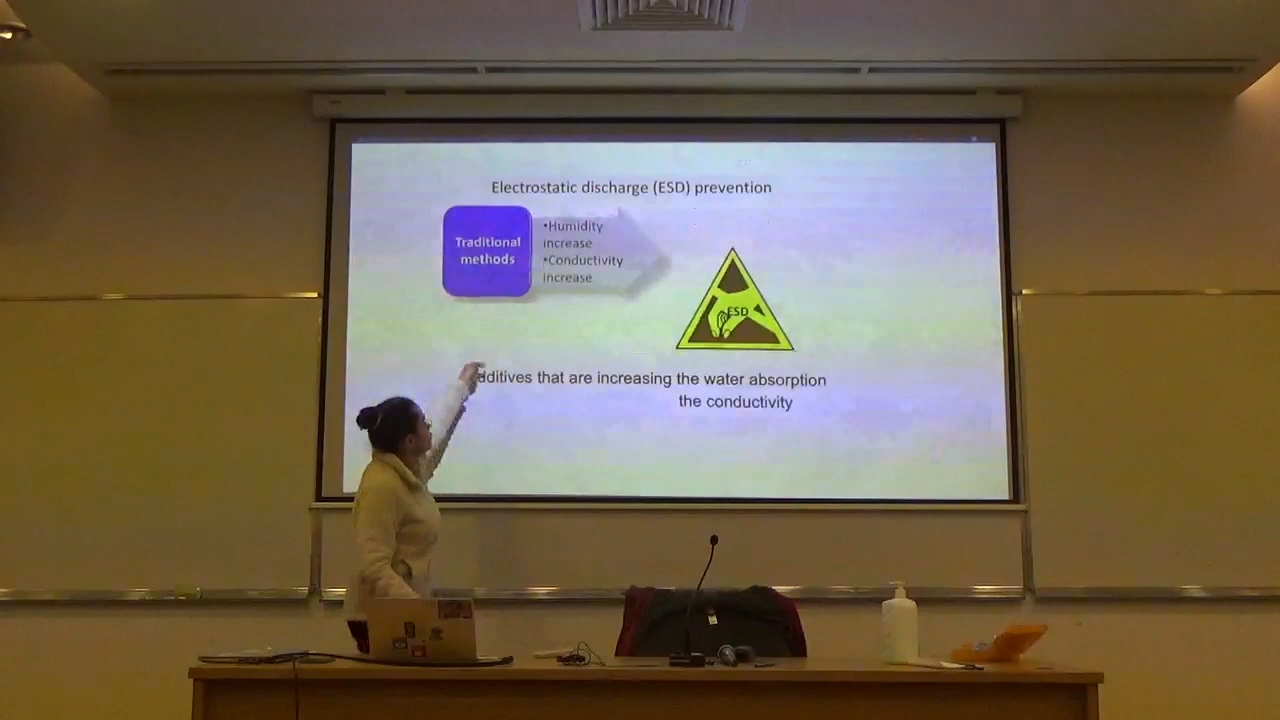 Electrostatic discharge (ESD) prevention
Traditional
methods
•Humidity
increase
•Conductivity
increase
ESD
dditives that are increasing the water absorption
the conductivity